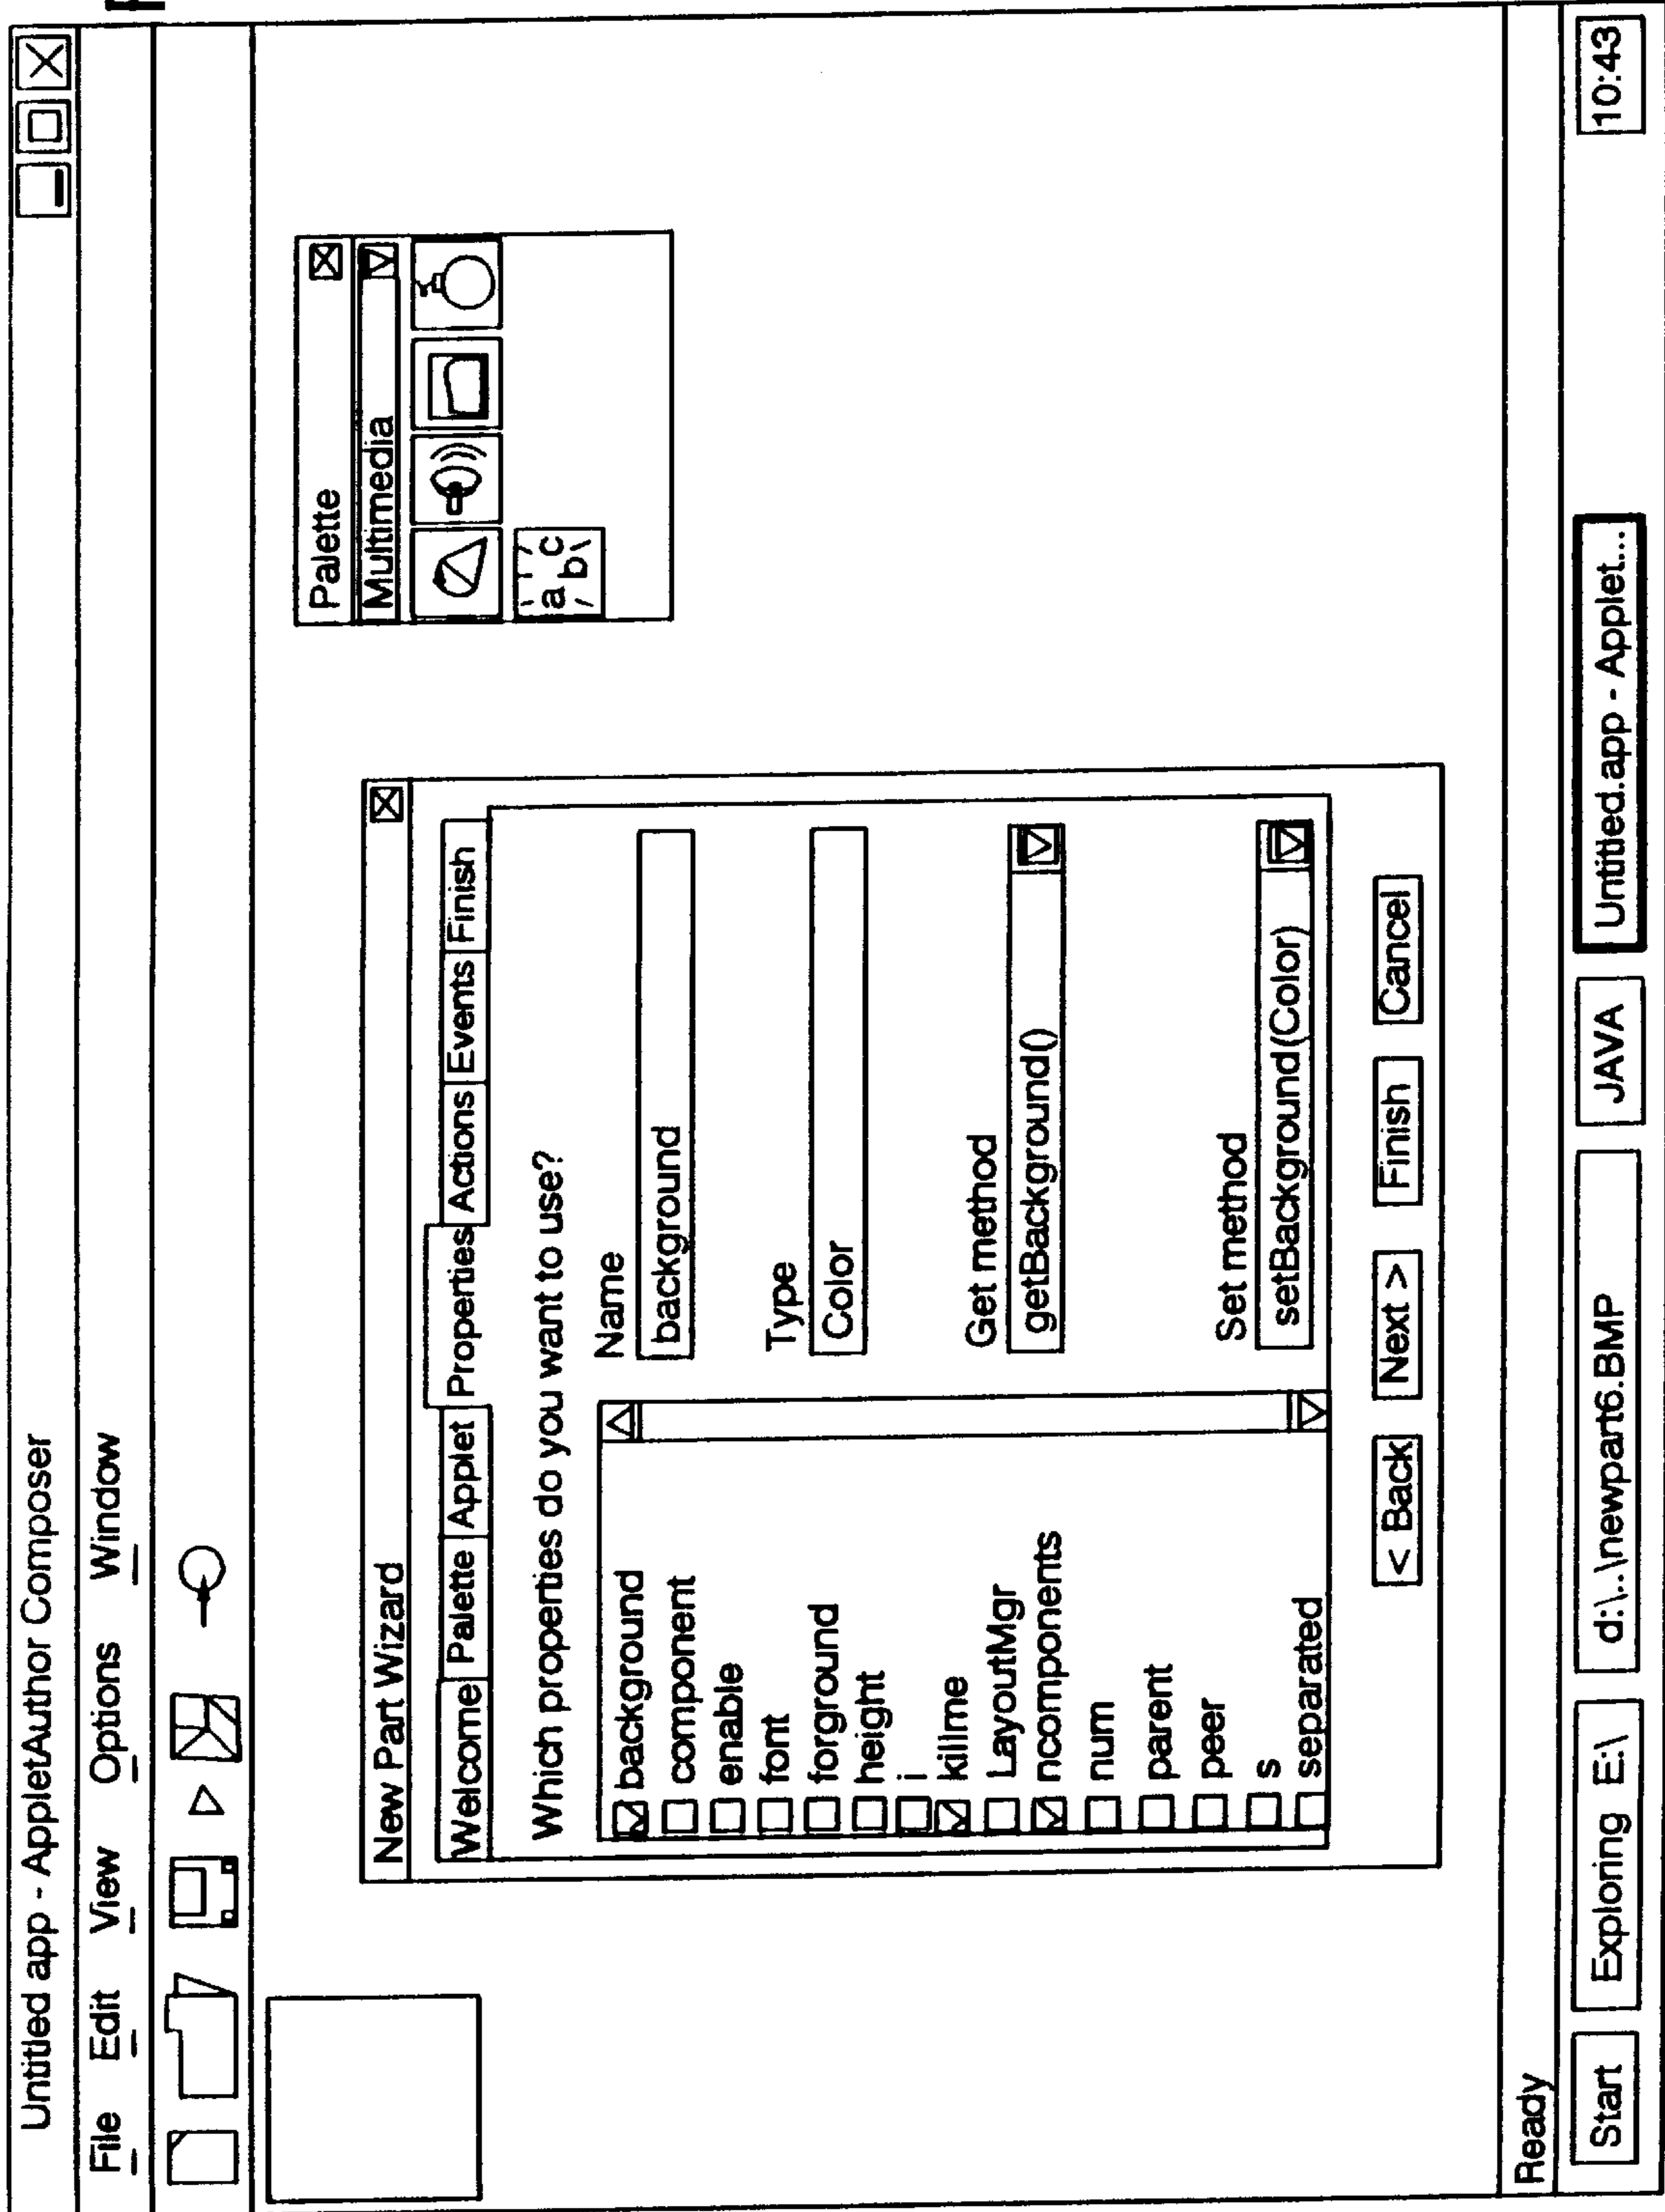 Untitled app - AppletAuthor Composer
File Edit View Options Window
Palette
Multimedia
a b c
New Part Wizard
Welcome Palette Applet Properties Actions Events Finish
Which properties do you want to use?
background
component
enable
font
forground
height
i
killme
LayoutMgr
ncomponents
num
parent
peer
s
separated
Name
background
Type
Color
Get method
getBackground()
Set method
setBackground(Color)
< Back Next > Finish Cancel
Ready
Start Exploring E:\ d:\..\newpart6.BMP JAVA Untitled.app - Applet... 10:43